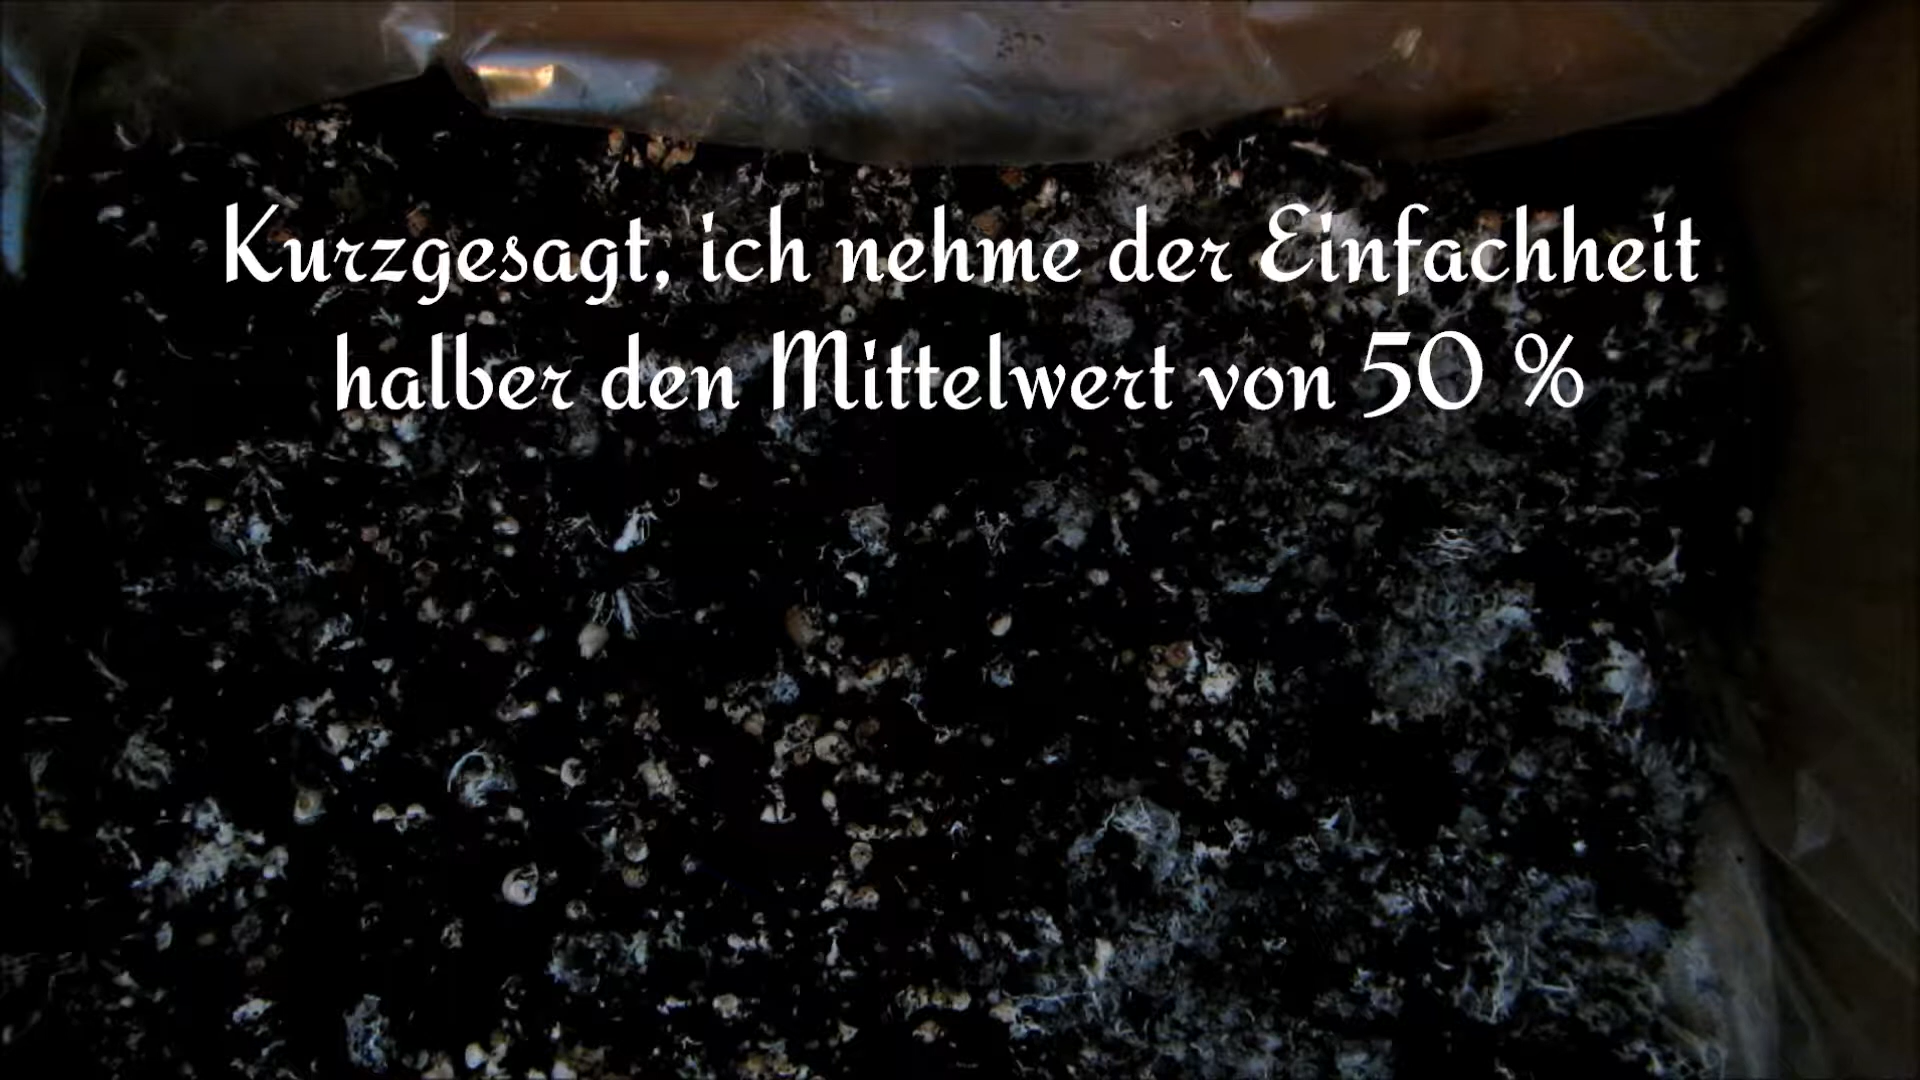 Kurzgesagt, ich nehme der Einfachheit
halber den Mittelwert von 50 %